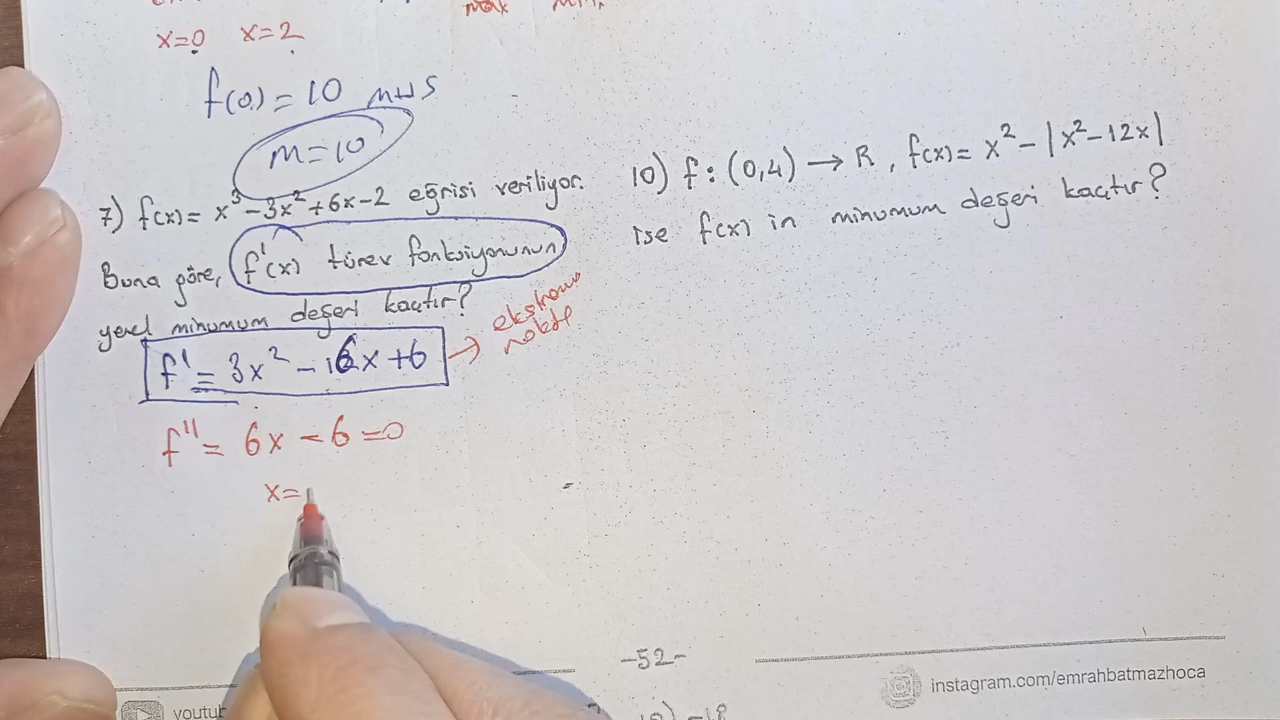 x=0 x=2
f(0) = 10 M
m=10
7) f(x) = x³-3x²+6x-2 eğrisi veriliyor.
Buna göre, f'(x) türev fonksiyonunun
yerel minumum değeri kaçtır?
f' = 3x² - 6x +6 → ekstremum
nokta
f'' = 6x - 6 = 0
x=
10) f : (0,4) → R , f(x) = x² - |x²-12x|
ise f(x) in minumum değeri kaçtır?
-52-
instagram.com/emrahbatmazhoca